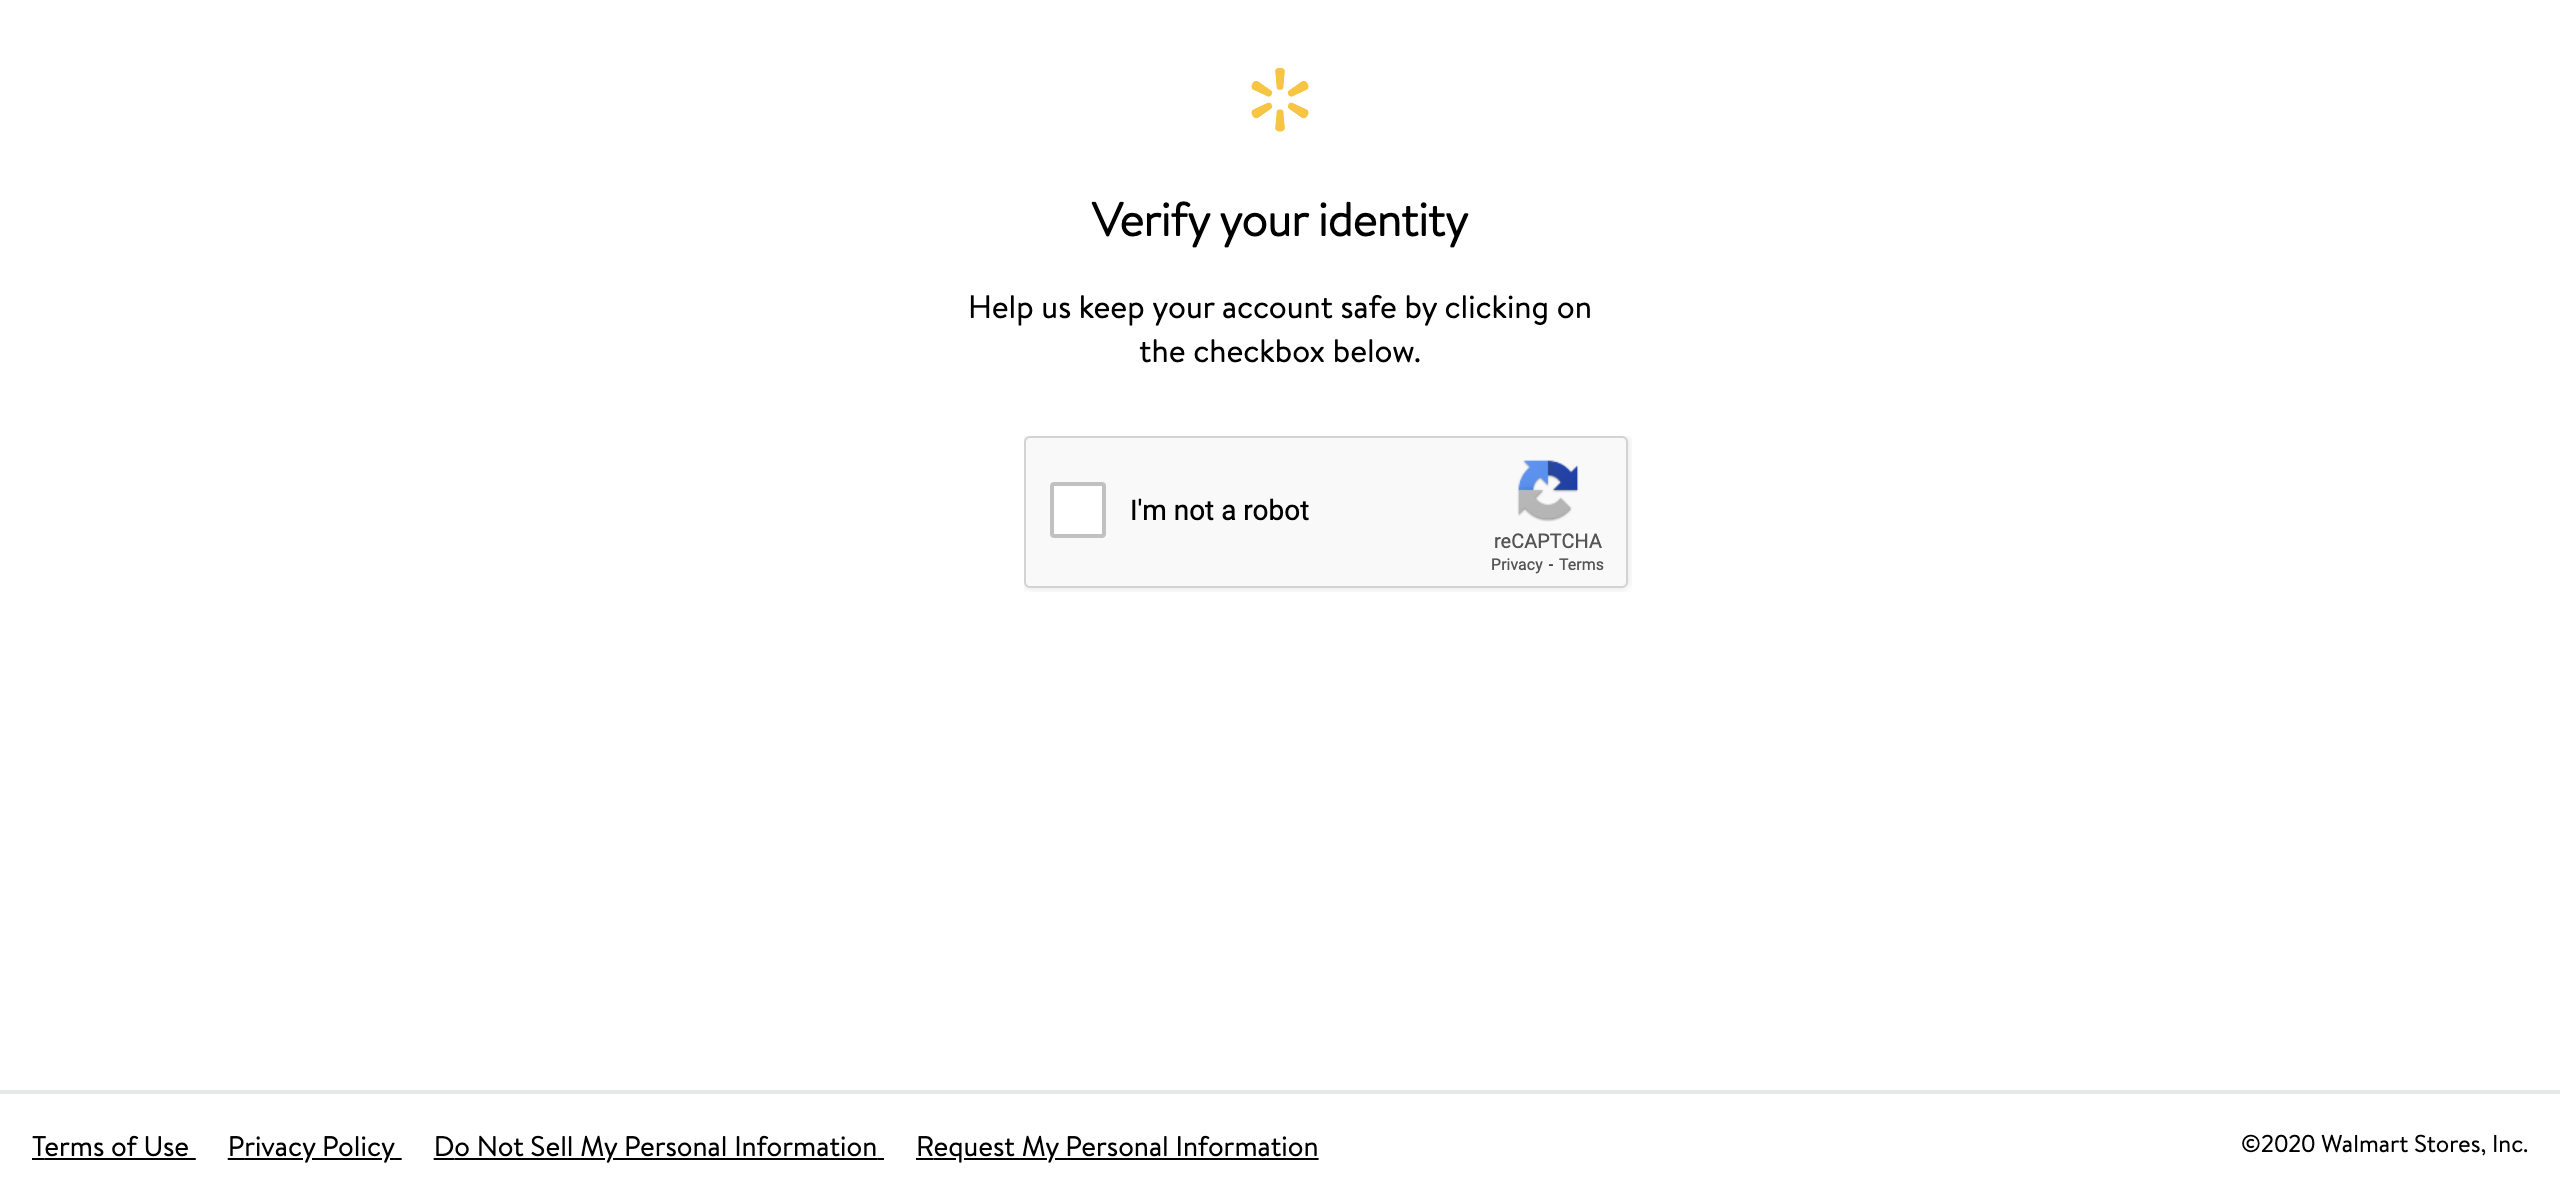 Verify your identity
Help us keep your account safe by clicking on
the checkbox below.
I'm not a robot
reCAPTCHA
Privacy - Terms
Terms of Use
Privacy Policy
Do Not Sell My Personal Information
Request My Personal Information
©2020 Walmart Stores, Inc.